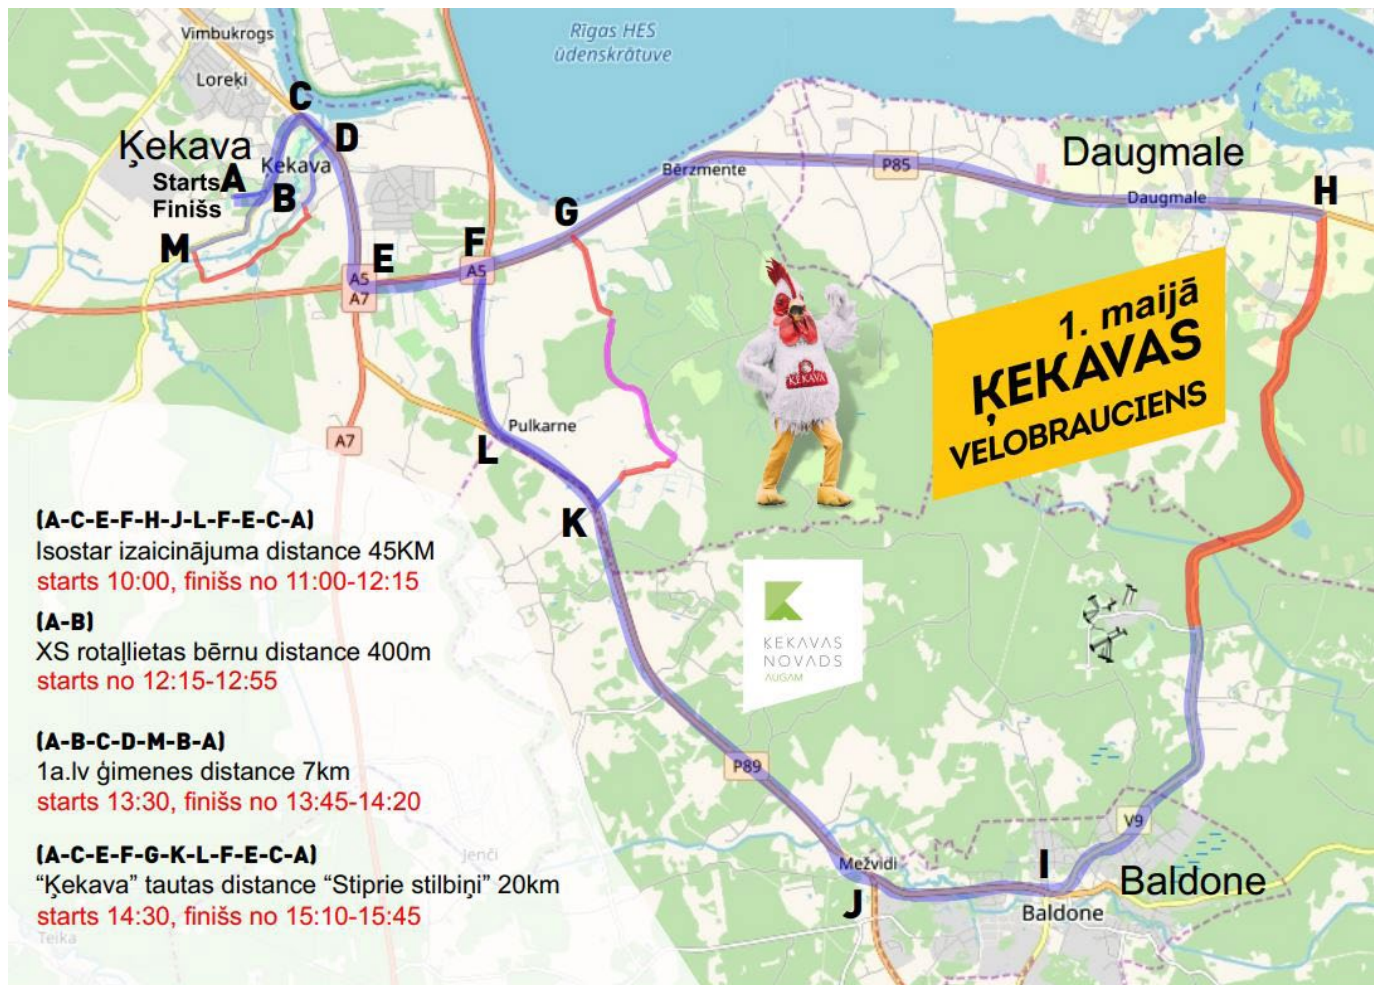 Vimbukrogs
Rīgas HES
ūdenskrātuve
Loreķi
C
D
Ķekava
Ķekava
Starts
A
B
Finišs
M
E
F
G
A5
A7
A5
Bērzmente
P85
Daugmale
Daugmale
H
1. maijā
ĶEKAVAS
VELOBRAUCIENS
ĶEKAVA
A7
Pulkarne
L
K
ĶEKAVAS
NOVADS
AUGAM
(A-C-E-F-H-J-L-F-E-C-A)
Isostar izaicinājuma distance 45KM
starts 10:00, finišs no 11:00-12:15
(A-B)
XS rotaļlietas bērnu distance 400m
starts no 12:15-12:55
(A-B-C-D-M-B-A)
1a.lv ģimenes distance 7km
starts 13:30, finišs no 13:45-14:20
(A-C-E-F-G-K-L-F-E-C-A)
“Ķekava” tautas distance “Stiprie stilbiņi” 20km
starts 14:30, finišs no 15:10-15:45
Jenči
Teika
P89
V9
Mežvidi
J
I
Baldone
Baldone